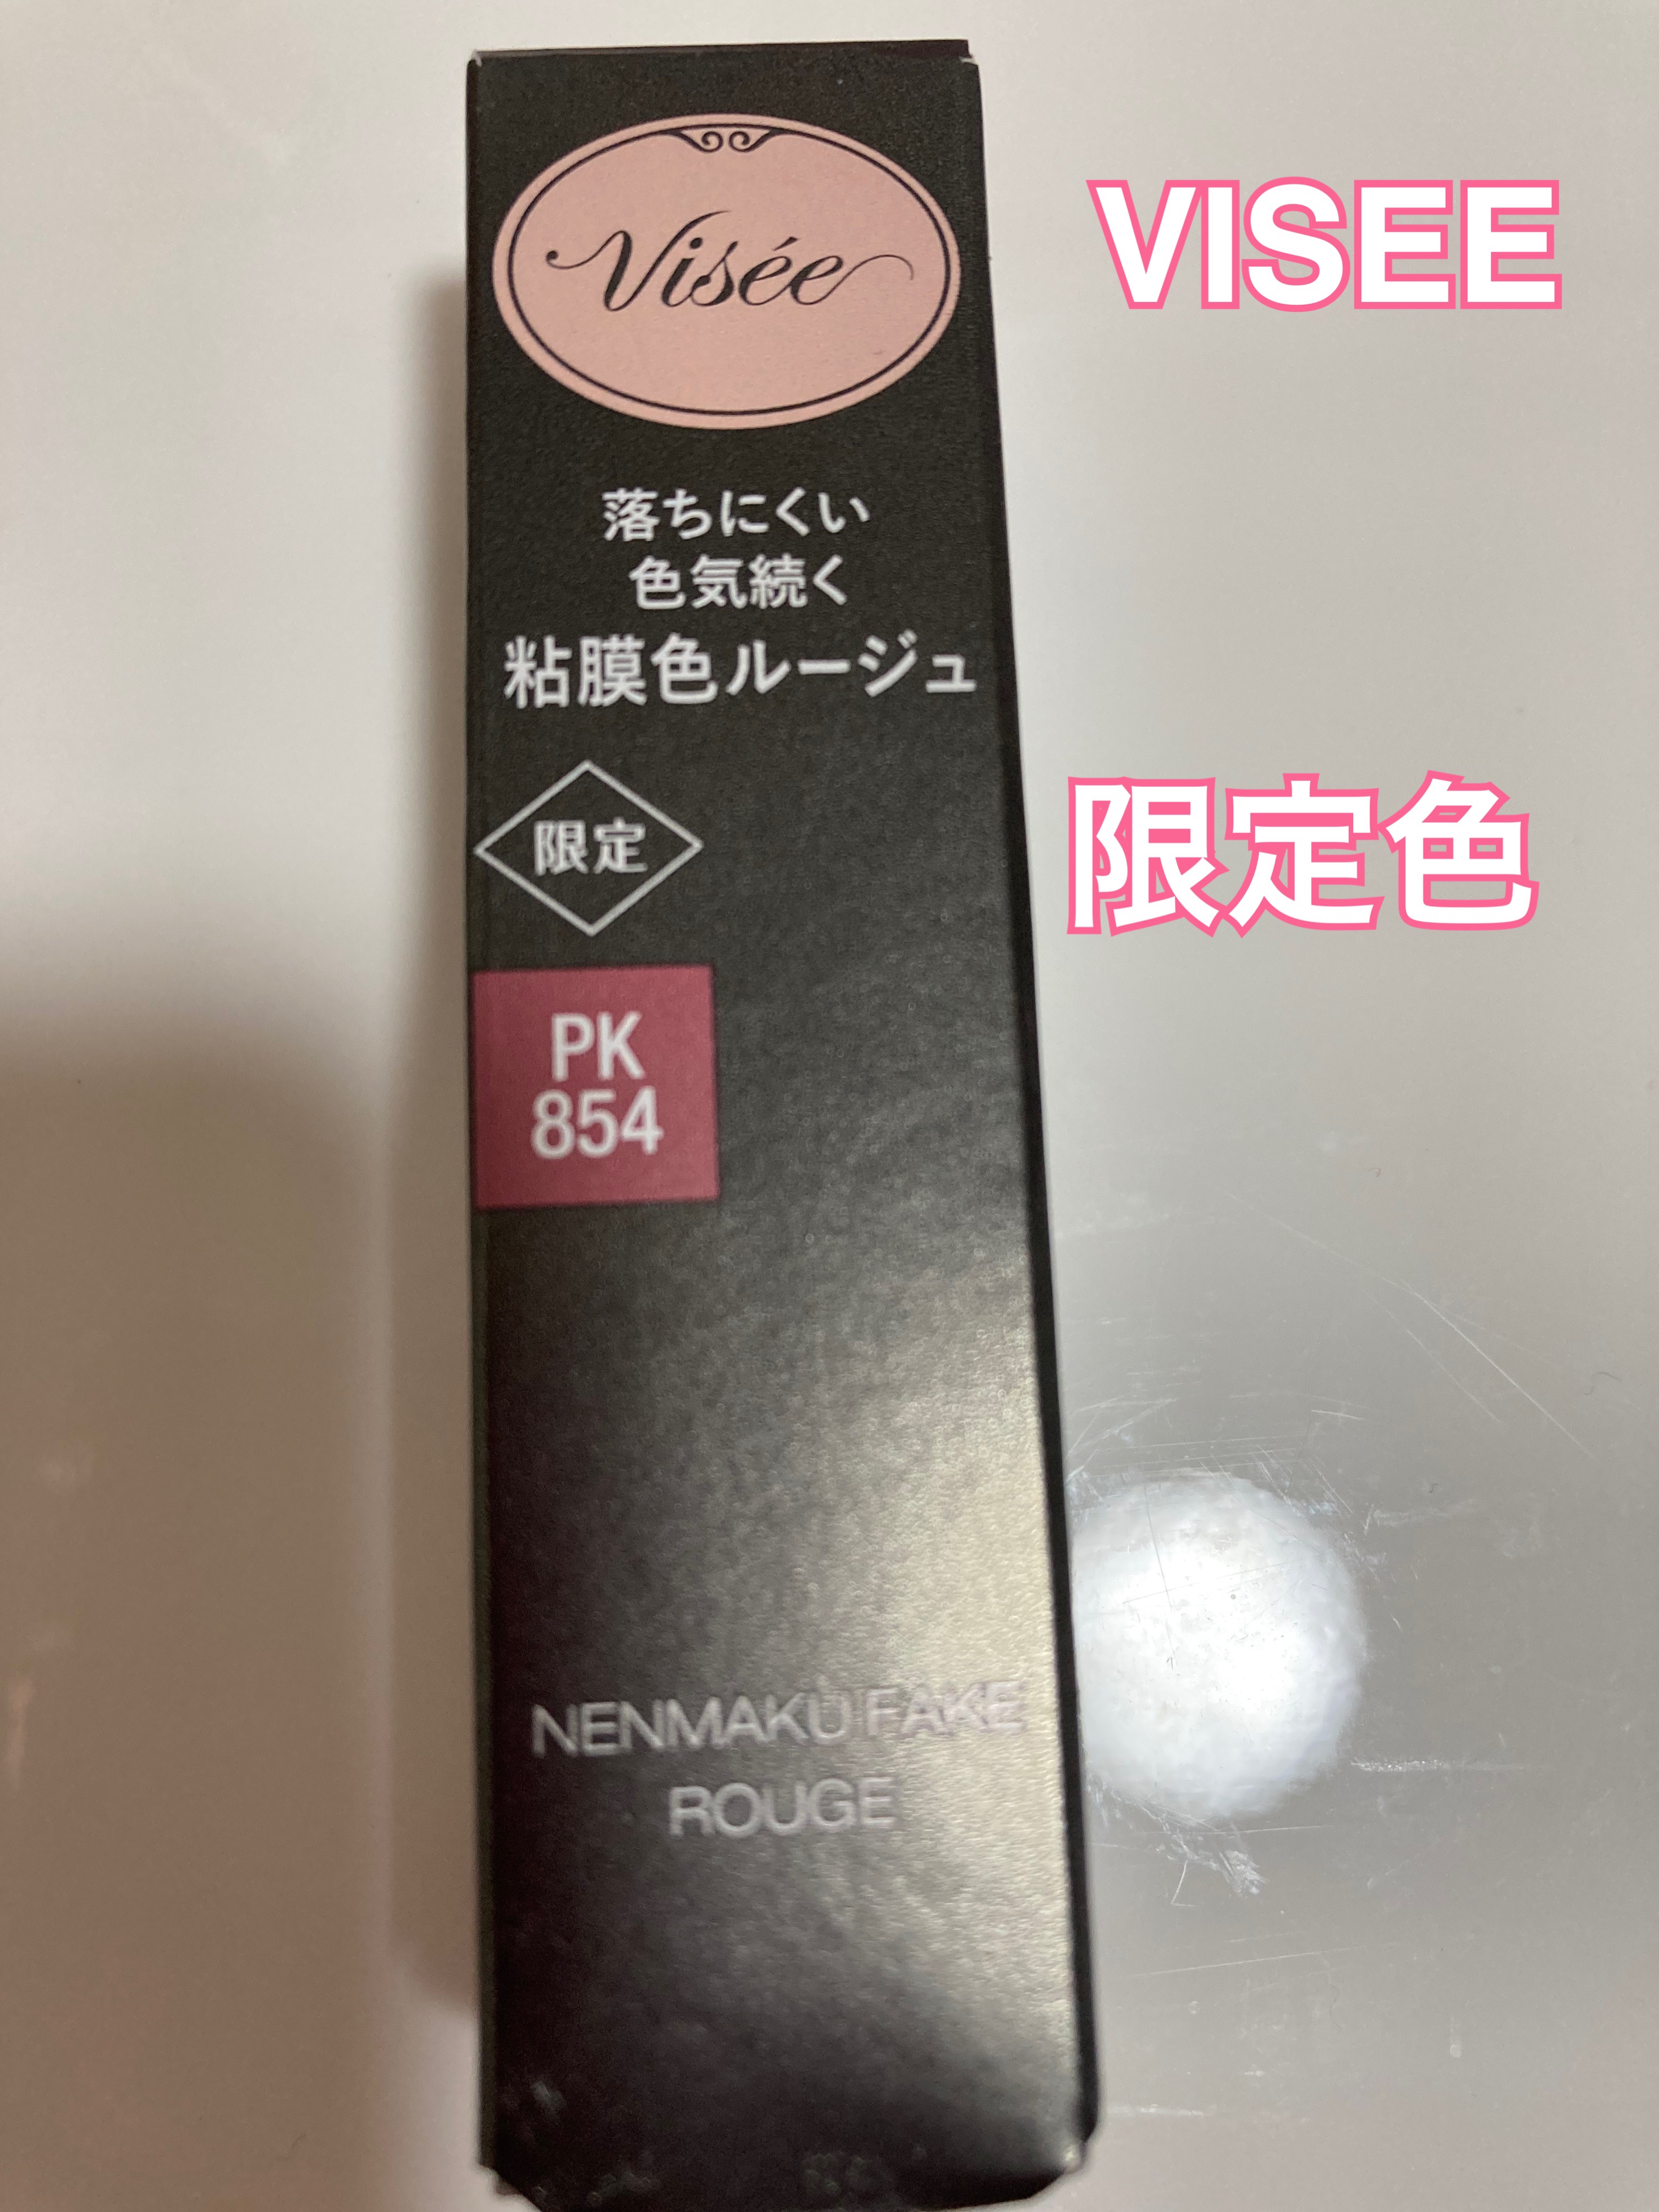 Visée
VISEE
落ちにくい
色気続く
粘膜色ルージュ
限定
限定色
PK
854
NENMAKU FAKE
ROUGE